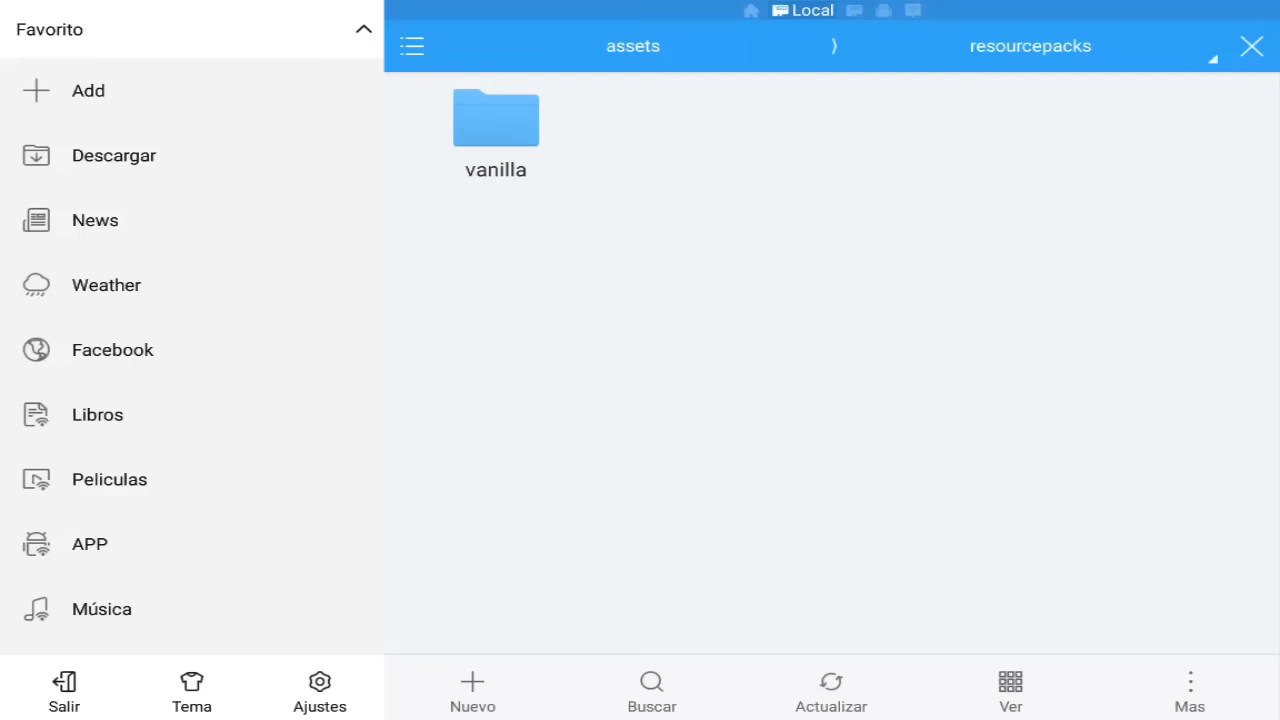 Favorito
Add
Descargar
News
Weather
Facebook
Libros
Peliculas
APP
Música
Salir
Tema
Ajustes
Local
assets
resourcepacks
vanilla
Nuevo
Buscar
Actualizar
Ver
Mas